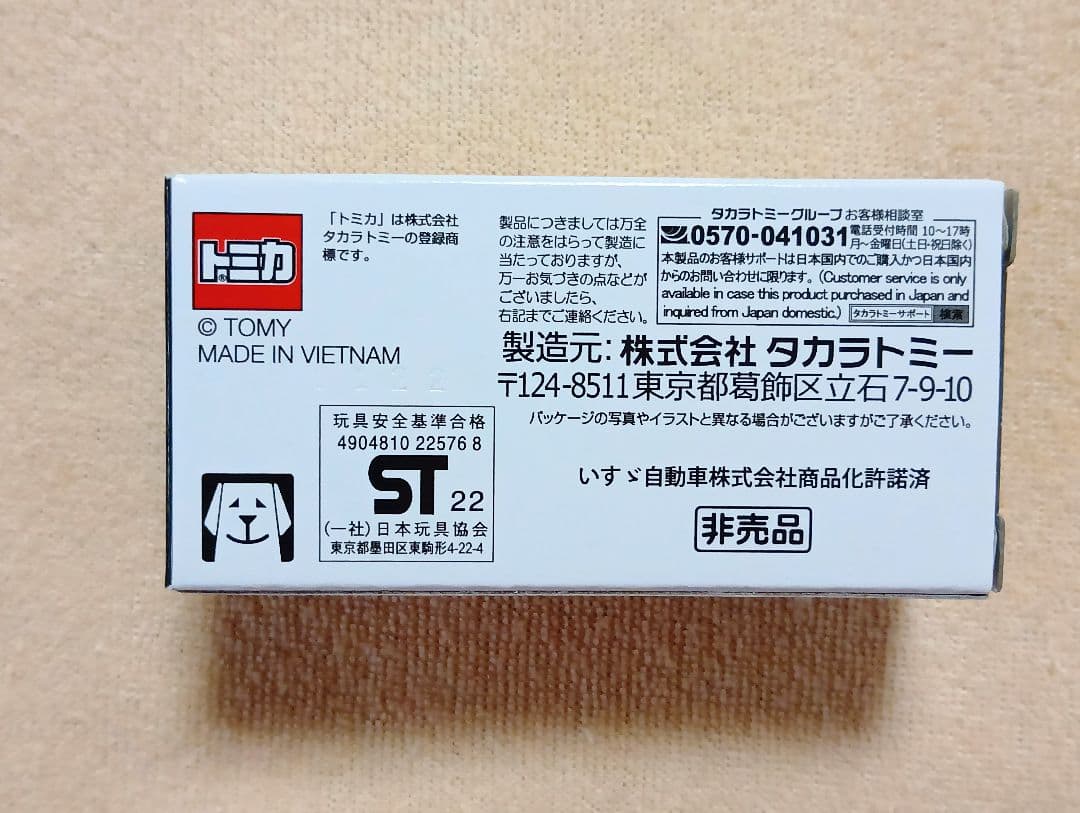 トミカ®
© TOMY
MADE IN VIETNAM
「トミカ」は株式会社
タカラトミーの登録商
標です。
玩具安全基準合格
4904810 22576 8
ST 22
(一社)日本玩具協会
東京都墨田区東駒形4-22-4
製品につきましては万全
の注意をはらって製造に
当たっておりますが、
万一お気づきの点などが
ございましたら、
右記までご連絡ください。
タカラトミーグループ お客様相談室
0570-041031 電話受付時間 10～17時
月～金曜日(土日・祝日除く)
本製品のお客様サポートは日本国内でのご購入かつ日本国内
からのお問い合わせに限ります。(Customer service is only
available in case this product purchased in Japan and
inquired from Japan domestic.) タカラトミーサポート 検索
製造元: 株式会社 タカラトミー
〒124-8511 東京都葛飾区立石7-9-10
パッケージの写真やイラストと異なる場合がございますがご了承ください。
いすゞ自動車株式会社商品化許諾済
非売品